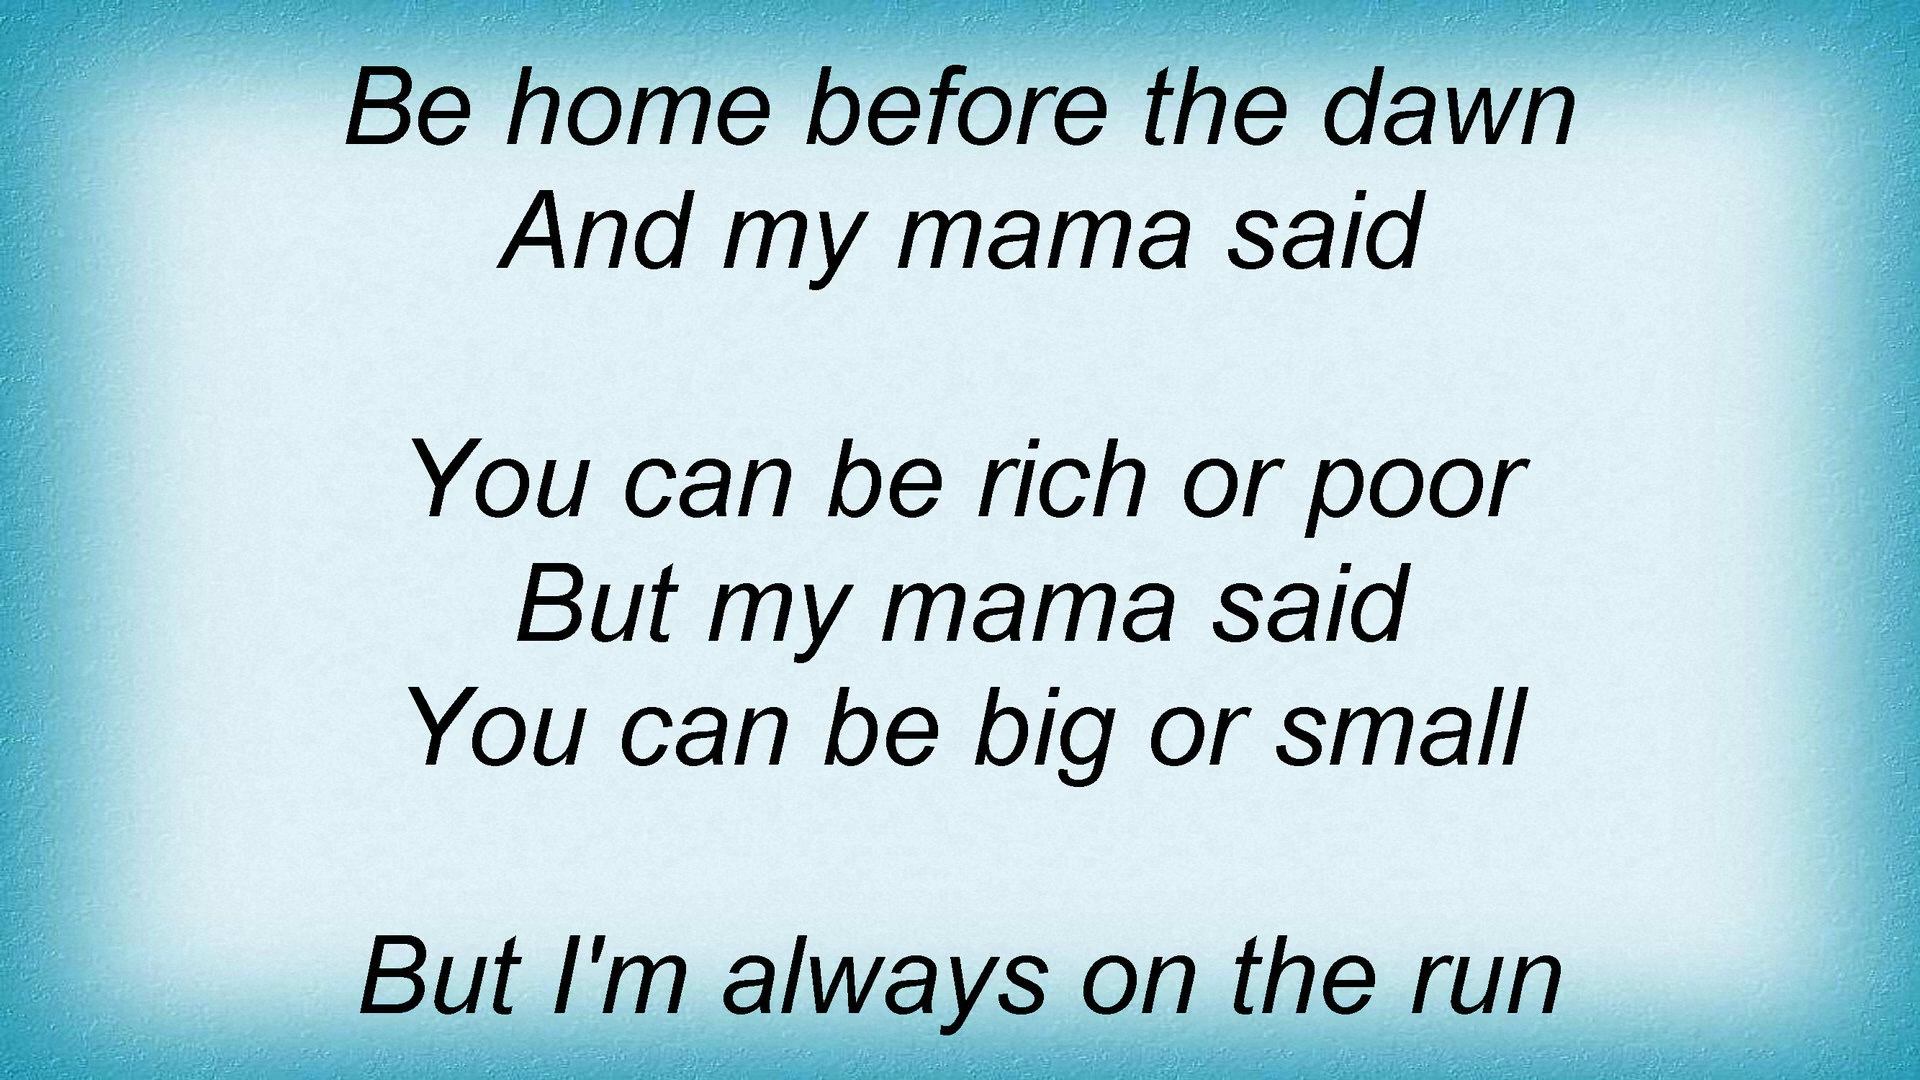 Be home before the dawn
And my mama said
You can be rich or poor
But my mama said
You can be big or small
But I'm always on the run